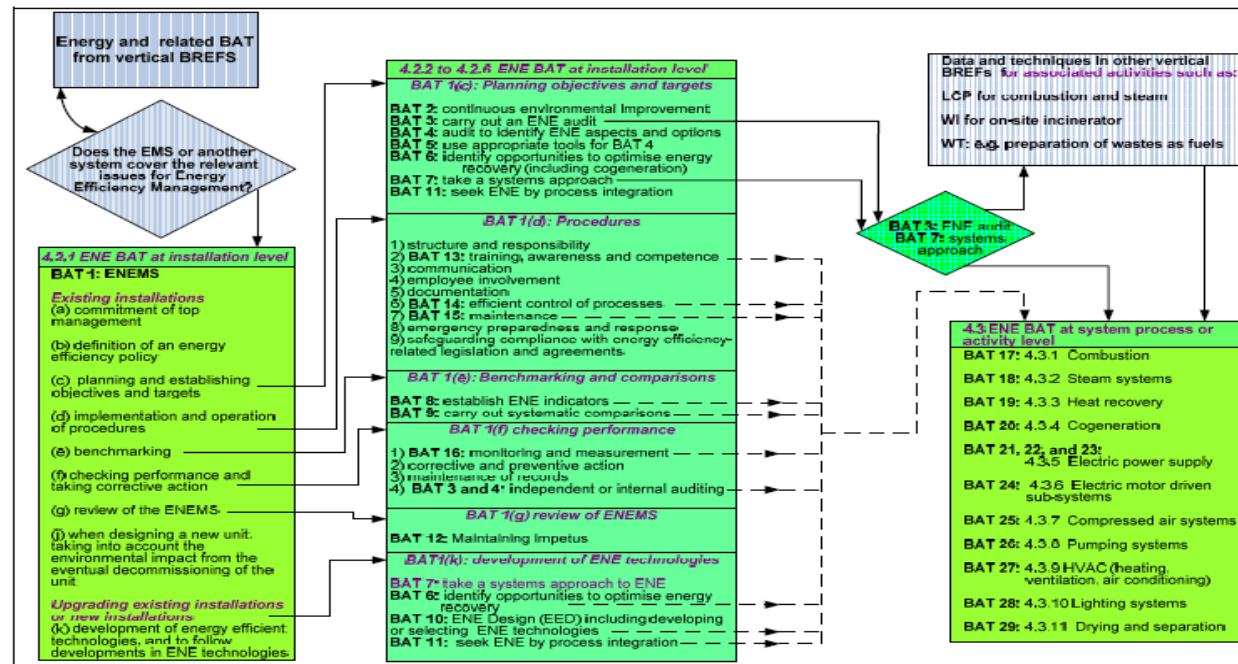 Energy and related BAT
from vertical BREFS
Does the EMS or another
system cover the relevant
issues for Energy
Efficiency Management?
4.2.1 ENE BAT at installation level
BAT 1: ENEMS
Existing installations
(a) commitment of top
management
(b) definition of an energy
efficiency policy
(c) planning and establishing
objectives and targets
(d) implementation and operation
of procedures
(e) benchmarking
(f) checking performance and
taking corrective action
(g) review of the ENEMS
(j) when designing a new unit,
taking into account the
environmental impact from the
eventual decommissioning of the
unit
Upgrading existing installations
or new installations
(k) development of energy efficient
technologies, and to follow
developments in ENE technologies
4.2.2 to 4.2.6 ENE BAT at installation level
BAT 1(c): Planning objectives and targets
BAT 2: continuous environmental improvement
BAT 3: carry out an ENE audit
BAT 4: audit to identify ENE aspects and options
BAT 5: use appropriate tools for BAT 4
BAT 6: identify opportunities to optimise energy
recovery (including cogeneration)
BAT 7: take a systems approach
BAT 11: seek ENE by process integration
BAT 1(d): Procedures
1) structure and responsibility
2) BAT 13: training, awareness and competence
3) communication
4) employee involvement
5) documentation
6) BAT 14: efficient control of processes
7) BAT 15: maintenance
8) emergency preparedness and response
9) safeguarding compliance with energy efficiency-
related legislation and agreements.
BAT 1(e): Benchmarking and comparisons
BAT 8: establish ENE indicators
BAT 9: carry out systematic comparisons
BAT 1(f) checking performance
1) BAT 16: monitoring and measurement
2) corrective and preventive action
3) maintenance of records
4) BAT 3 and 4: independent or internal auditing
BAT 1(g) review of ENEMS
BAT 12: Maintaining Impetus
BAT1(k): development of ENE technologies
BAT 7: take a systems approach to ENE
BAT 6: identify opportunities to optimise energy
recovery
BAT 10: ENE Design (EED) including developing
or selecting ENE technologies
BAT 11: seek ENE by process integration
Data and techniques in other vertical
BREFs for associated activities such as:
LCP for combustion and steam
WI for on-site incinerator
WT: e.g. preparation of wastes as fuels
BAT 3: ENE audit
BAT 7: systems
approach
4.3 ENE BAT at system process or
activity level
BAT 17: 4.3.1 Combustion
BAT 18: 4.3.2 Steam systems
BAT 19: 4.3.3 Heat recovery
BAT 20: 4.3.4 Cogeneration
BAT 21, 22, and 23:
4.3.5 Electric power supply
BAT 24: 4.3.6 Electric motor driven
sub-systems
BAT 25: 4.3.7 Compressed air systems
BAT 26: 4.3.8 Pumping systems
BAT 27: 4.3.9 HVAC (heating,
ventilation, air conditioning)
BAT 28: 4.3.10 Lighting systems
BAT 29: 4.3.11 Drying and separation